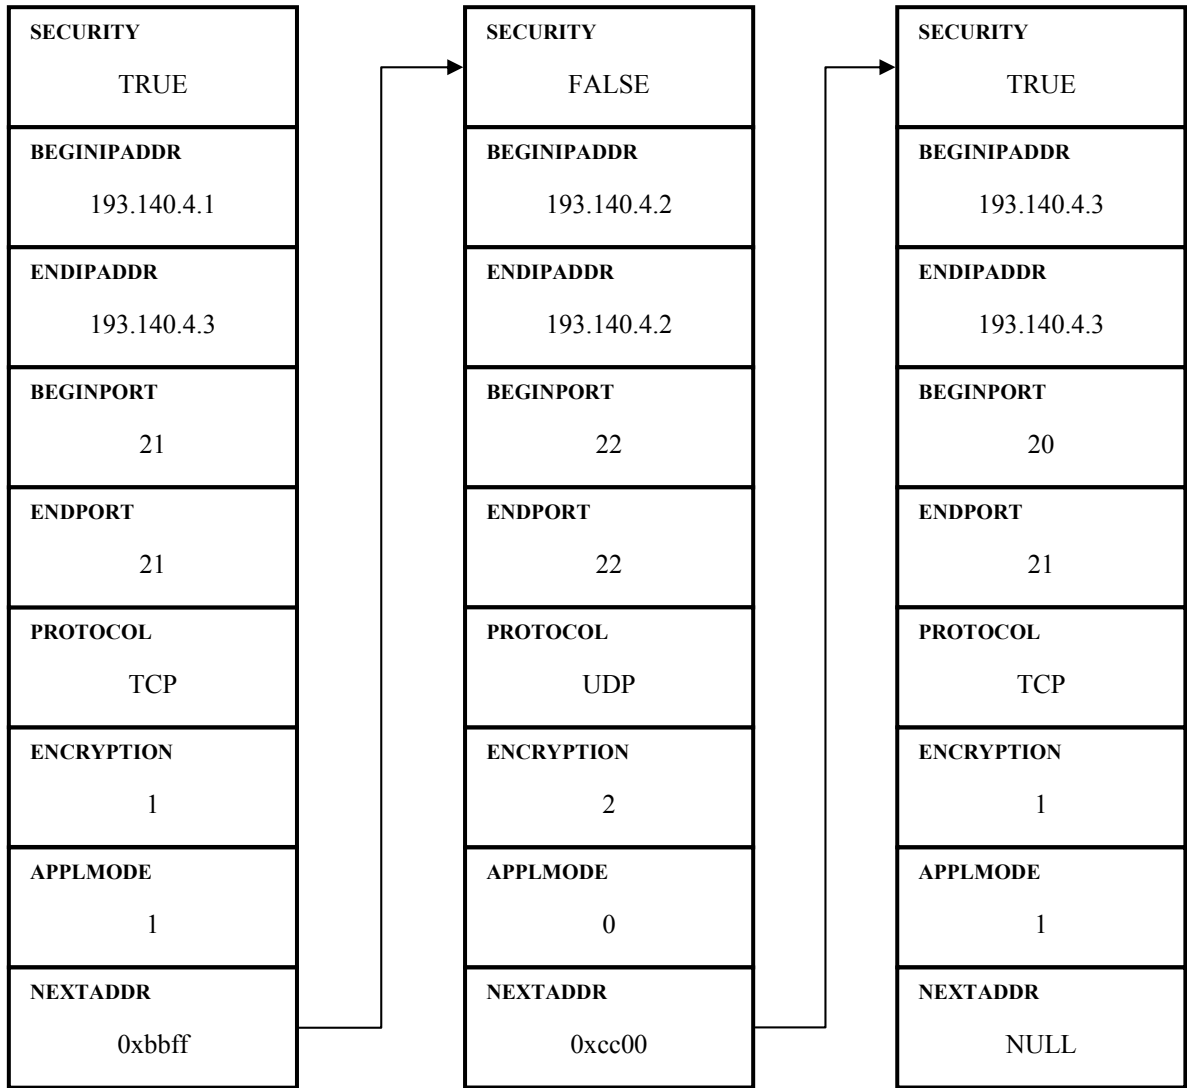 SECURITY
TRUE
BEGINIPADDR
193.140.4.1
ENDIPADDR
193.140.4.3
BEGINPORT
21
ENDPORT
21
PROTOCOL
TCP
ENCRYPTION
1
APPLMODE
1
NEXTADDR
0xbbff
SECURITY
FALSE
BEGINIPADDR
193.140.4.2
ENDIPADDR
193.140.4.2
BEGINPORT
22
ENDPORT
22
PROTOCOL
UDP
ENCRYPTION
2
APPLMODE
0
NEXTADDR
0xcc00
SECURITY
TRUE
BEGINIPADDR
193.140.4.3
ENDIPADDR
193.140.4.3
BEGINPORT
20
ENDPORT
21
PROTOCOL
TCP
ENCRYPTION
1
APPLMODE
1
NEXTADDR
NULL